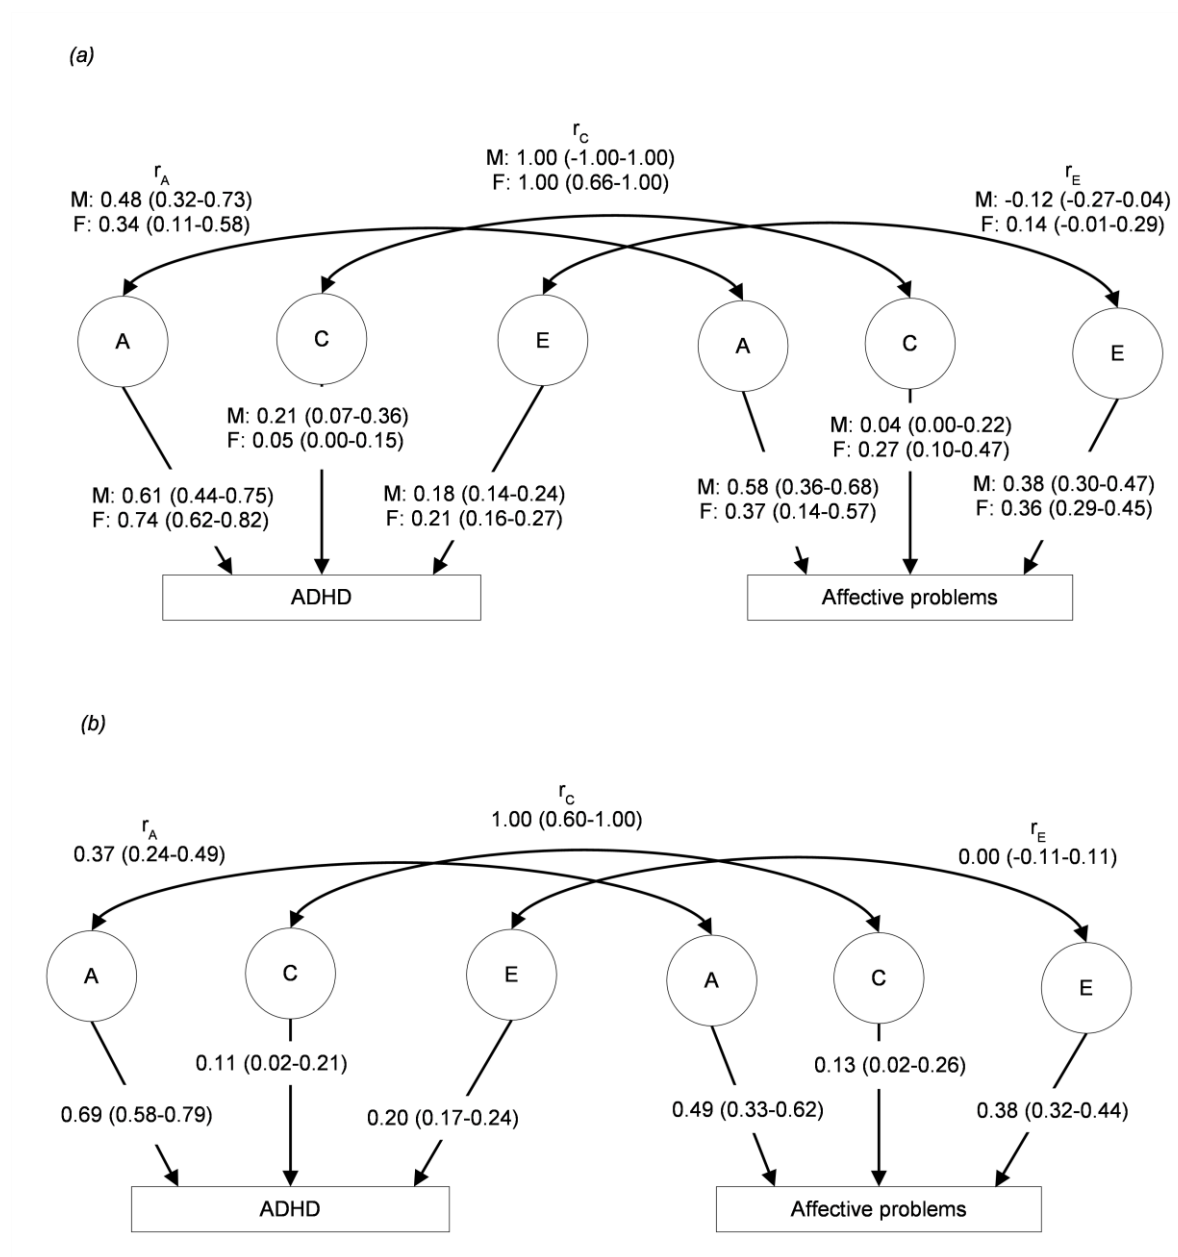 (a)
rC
M: 1.00 (-1.00-1.00)
F: 1.00 (0.66-1.00)
rA
M: 0.48 (0.32-0.73)
F: 0.34 (0.11-0.58)
rE
M: -0.12 (-0.27-0.04)
F: 0.14 (-0.01-0.29)
A
C
E
A
C
E
M: 0.21 (0.07-0.36)
F: 0.05 (0.00-0.15)
M: 0.04 (0.00-0.22)
F: 0.27 (0.10-0.47)
M: 0.61 (0.44-0.75)
F: 0.74 (0.62-0.82)
M: 0.18 (0.14-0.24)
F: 0.21 (0.16-0.27)
M: 0.58 (0.36-0.68)
F: 0.37 (0.14-0.57)
M: 0.38 (0.30-0.47)
F: 0.36 (0.29-0.45)
ADHD
Affective problems
(b)
rC
1.00 (0.60-1.00)
rA
0.37 (0.24-0.49)
rE
0.00 (-0.11-0.11)
A
C
E
A
C
E
0.11 (0.02-0.21)
0.13 (0.02-0.26)
0.69 (0.58-0.79)
0.20 (0.17-0.24)
0.49 (0.33-0.62)
0.38 (0.32-0.44)
ADHD
Affective problems